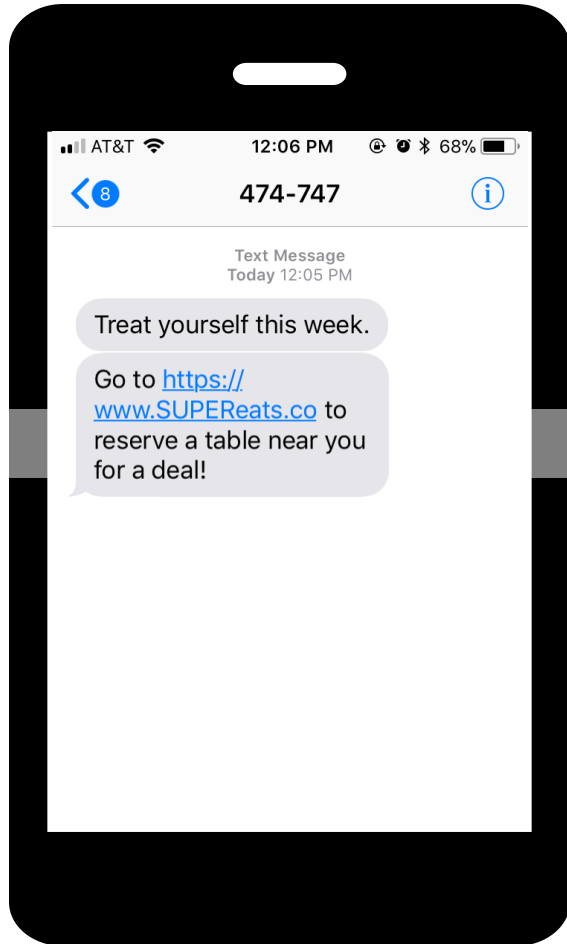 AT&T 12:06 PM 68%
8 474-747 i
Text Message
Today 12:05 PM
Treat yourself this week.
Go to https://
www.SUPEReats.co to
reserve a table near you
for a deal!